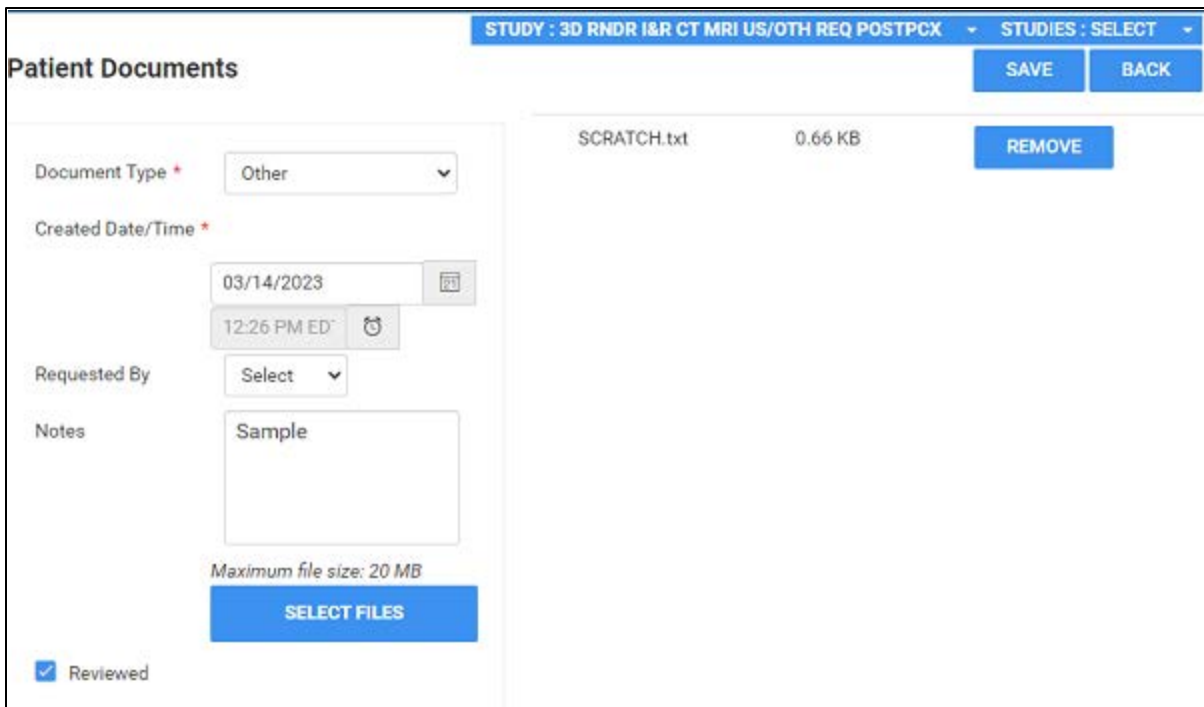 STUDY : 3D RNDR I&R CT MRI US/OTH REQ POSTPCX STUDIES : SELECT
Patient Documents
SAVE BACK
SCRATCH.txt 0.66 KB REMOVE
Document Type * Other
Created Date/Time *
03/14/2023
12:26 PM ED
Requested By Select
Notes Sample
Maximum file size: 20 MB
SELECT FILES
Reviewed